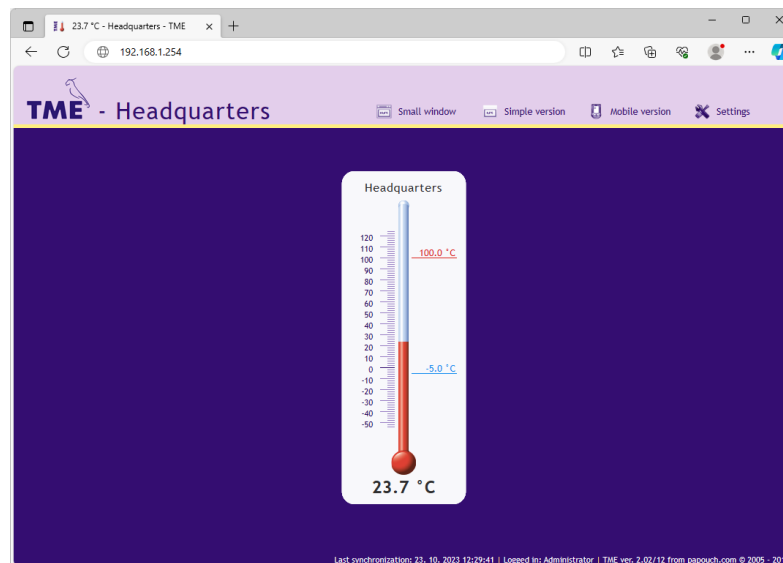 23.7 °C - Headquarters - TME
192.168.1.254
TME - Headquarters
Small window
Simple version
Mobile version
Settings
Headquarters
120
110
100
90
80
70
60
50
40
30
20
10
0
-10
-20
-30
-40
-50
100.0 °C
-5.0 °C
23.7 °C
Last synchronization: 23. 10. 2023 12:29:41 | Logged in: Administrator | TME ver. 2.02/12 from papouch.com © 2005 - 20